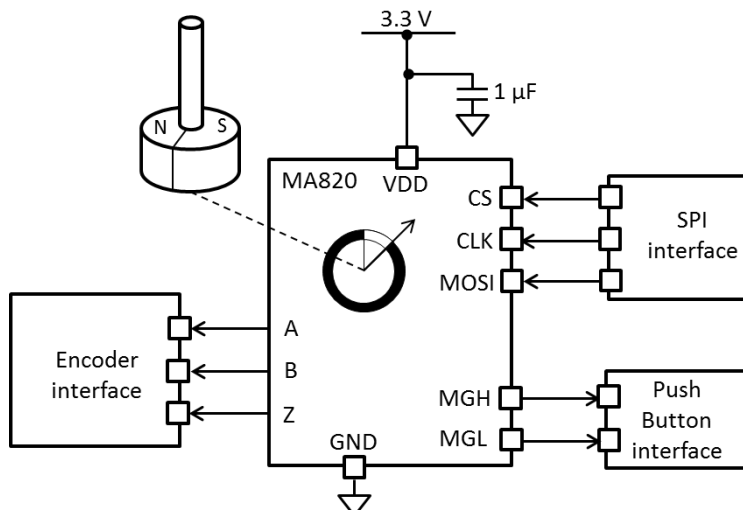 3.3 V
1 µF
N
S
MA820
VDD
CS
CLK
MOSI
SPI
interface
Encoder
interface
A
B
Z
MGH
MGL
Push
Button
interface
GND